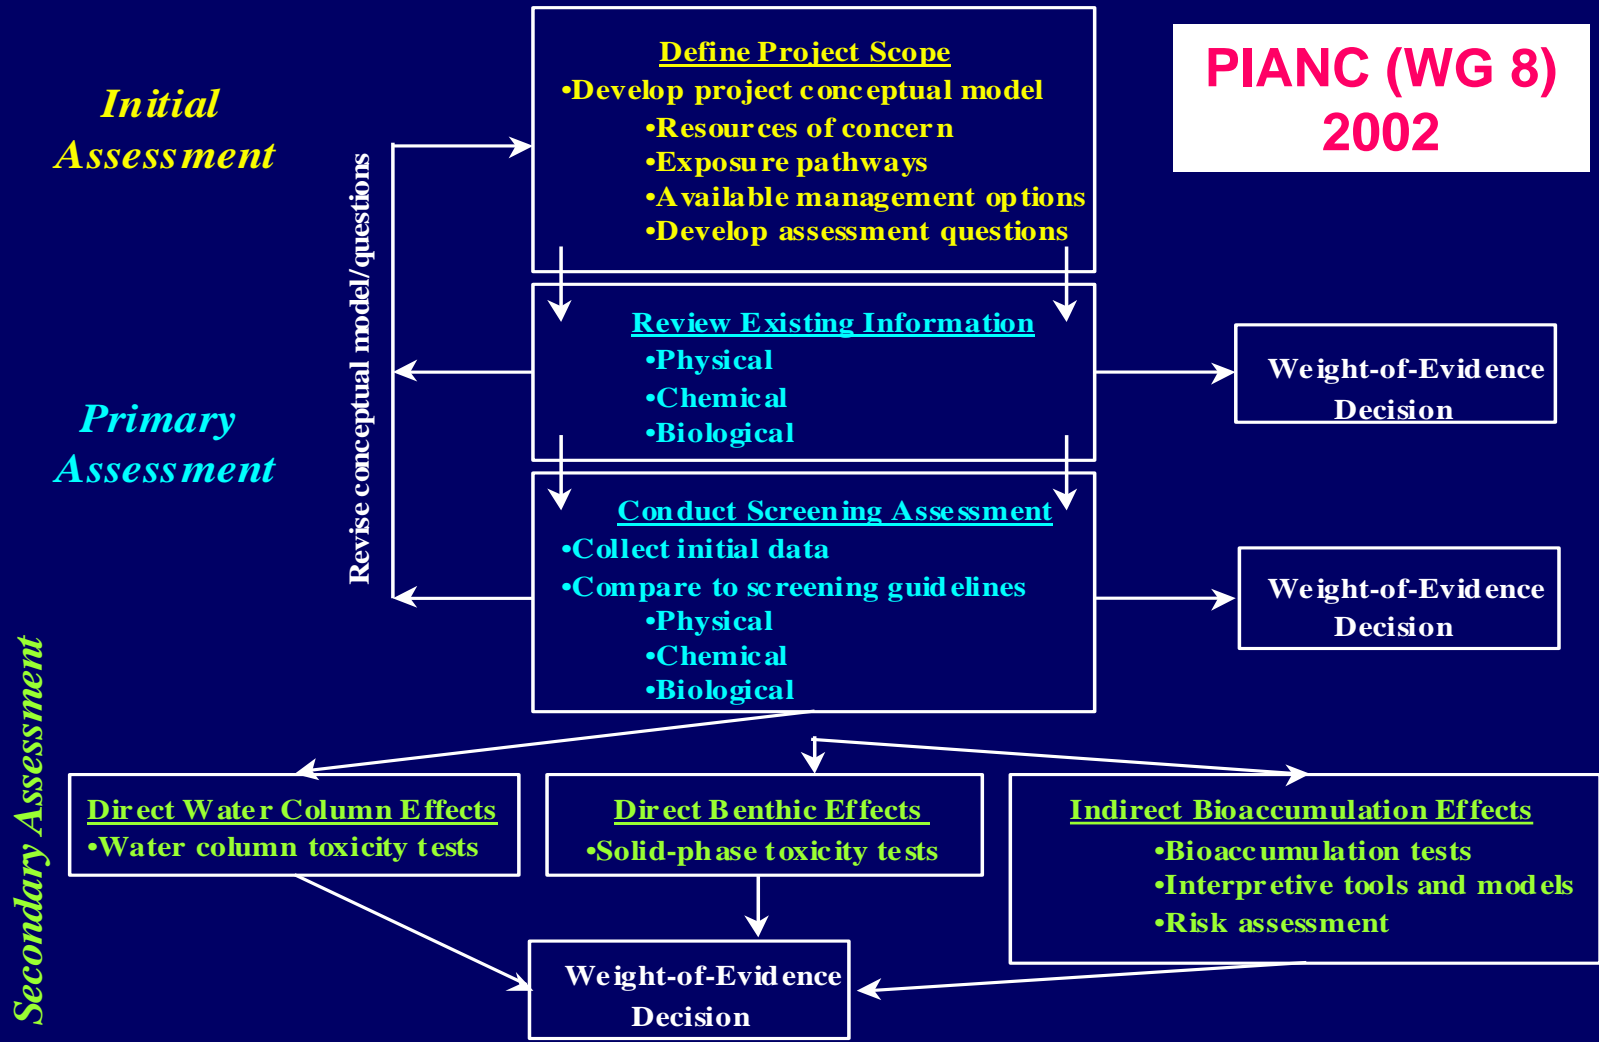 Define Project Scope
•Develop project conceptual model
•Resources of concern
•Exposure pathways
•Available management options
•Develop assessment questions
PIANC (WG 8)
2002
Initial
Assessment
Revise conceptual model/questions
Review Existing Information
•Physical
•Chemical
•Biological
Weight-of-Evidence
Decision
Primary
Assessment
Conduct Screening Assessment
•Collect initial data
•Compare to screening guidelines
•Physical
•Chemical
•Biological
Weight-of-Evidence
Decision
Secondary Assessment
Direct Water Column Effects
•Water column toxicity tests
Direct Benthic Effects
•Solid-phase toxicity tests
Indirect Bioaccumulation Effects
•Bioaccumulation tests
•Interpretive tools and models
•Risk assessment
Weight-of-Evidence
Decision